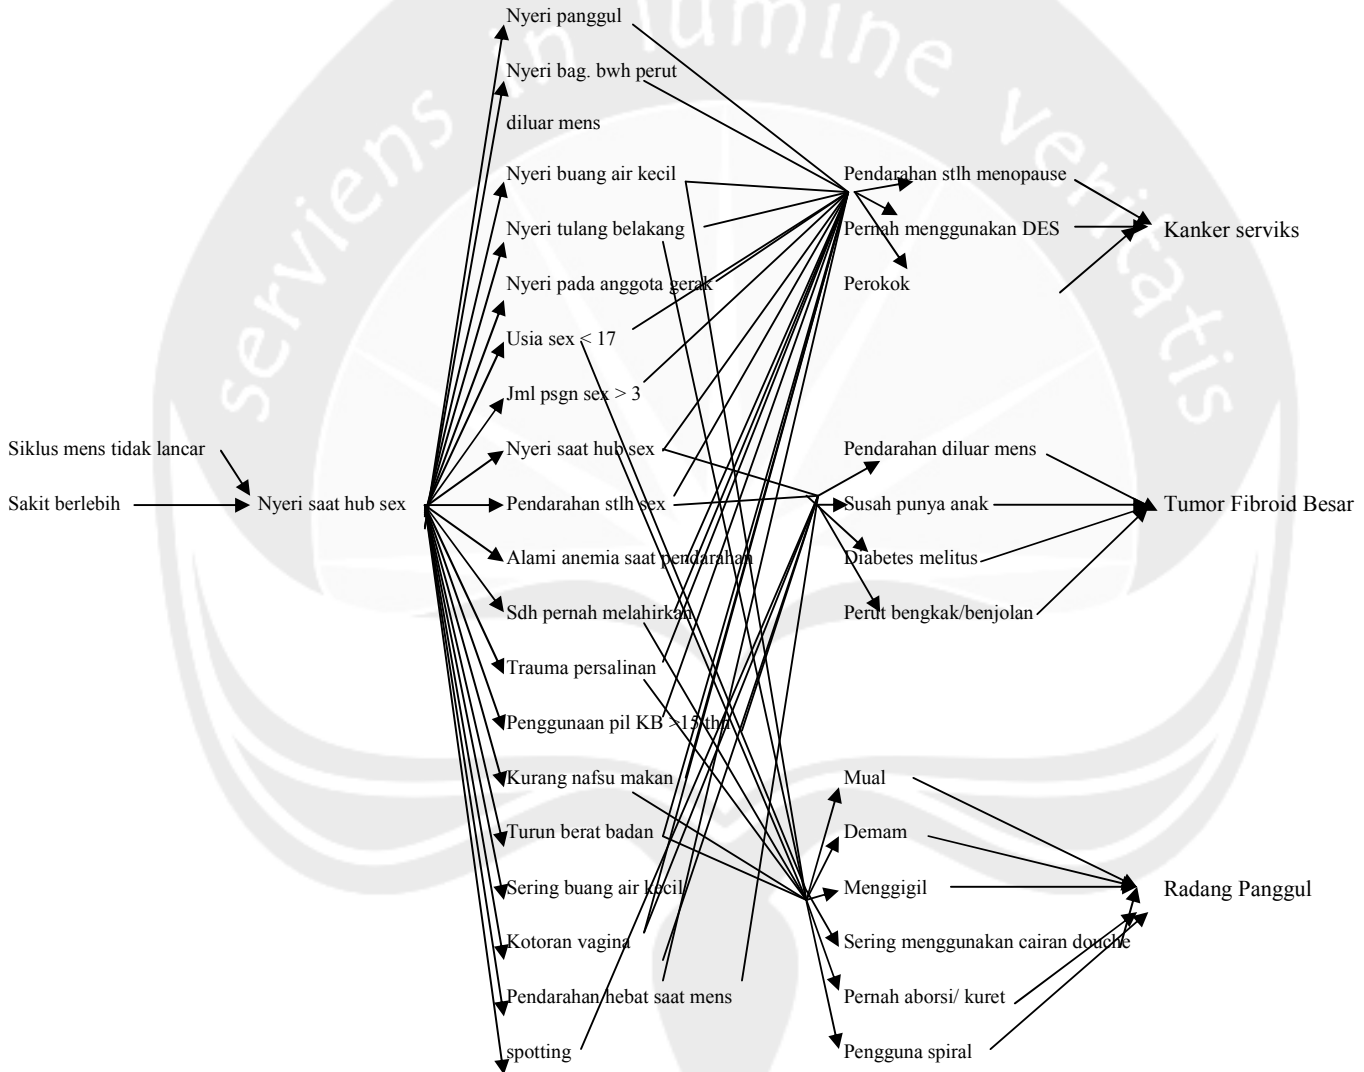 serviens in lumine veritatis
Siklus mens tidak lancar
Sakit berlebih
Nyeri saat hub sex
Nyeri panggul
Nyeri bag. bwh perut
diluar mens
Nyeri buang air kecil
Nyeri tulang belakang
Nyeri pada anggota gerak
Usia sex < 17
Jml psgn sex > 3
Nyeri saat hub sex
Pendarahan stlh sex
Alami anemia saat pendarahan
Sdh pernah melahirkan
Trauma persalinan
Penggunaan pil KB >15 thn
Kurang nafsu makan
Turun berat badan
Sering buang air kecil
Kotoran vagina
Pendarahan hebat saat mens
spotting
Pendarahan stlh menopause
Pernah menggunakan DES
Perokok
Pendarahan diluar mens
Susah punya anak
Diabetes melitus
Perut bengkak/benjolan
Mual
Demam
Menggigil
Sering menggunakan cairan douche
Pernah aborsi/ kuret
Pengguna spiral
Kanker serviks
Tumor Fibroid Besar
Radang Panggul